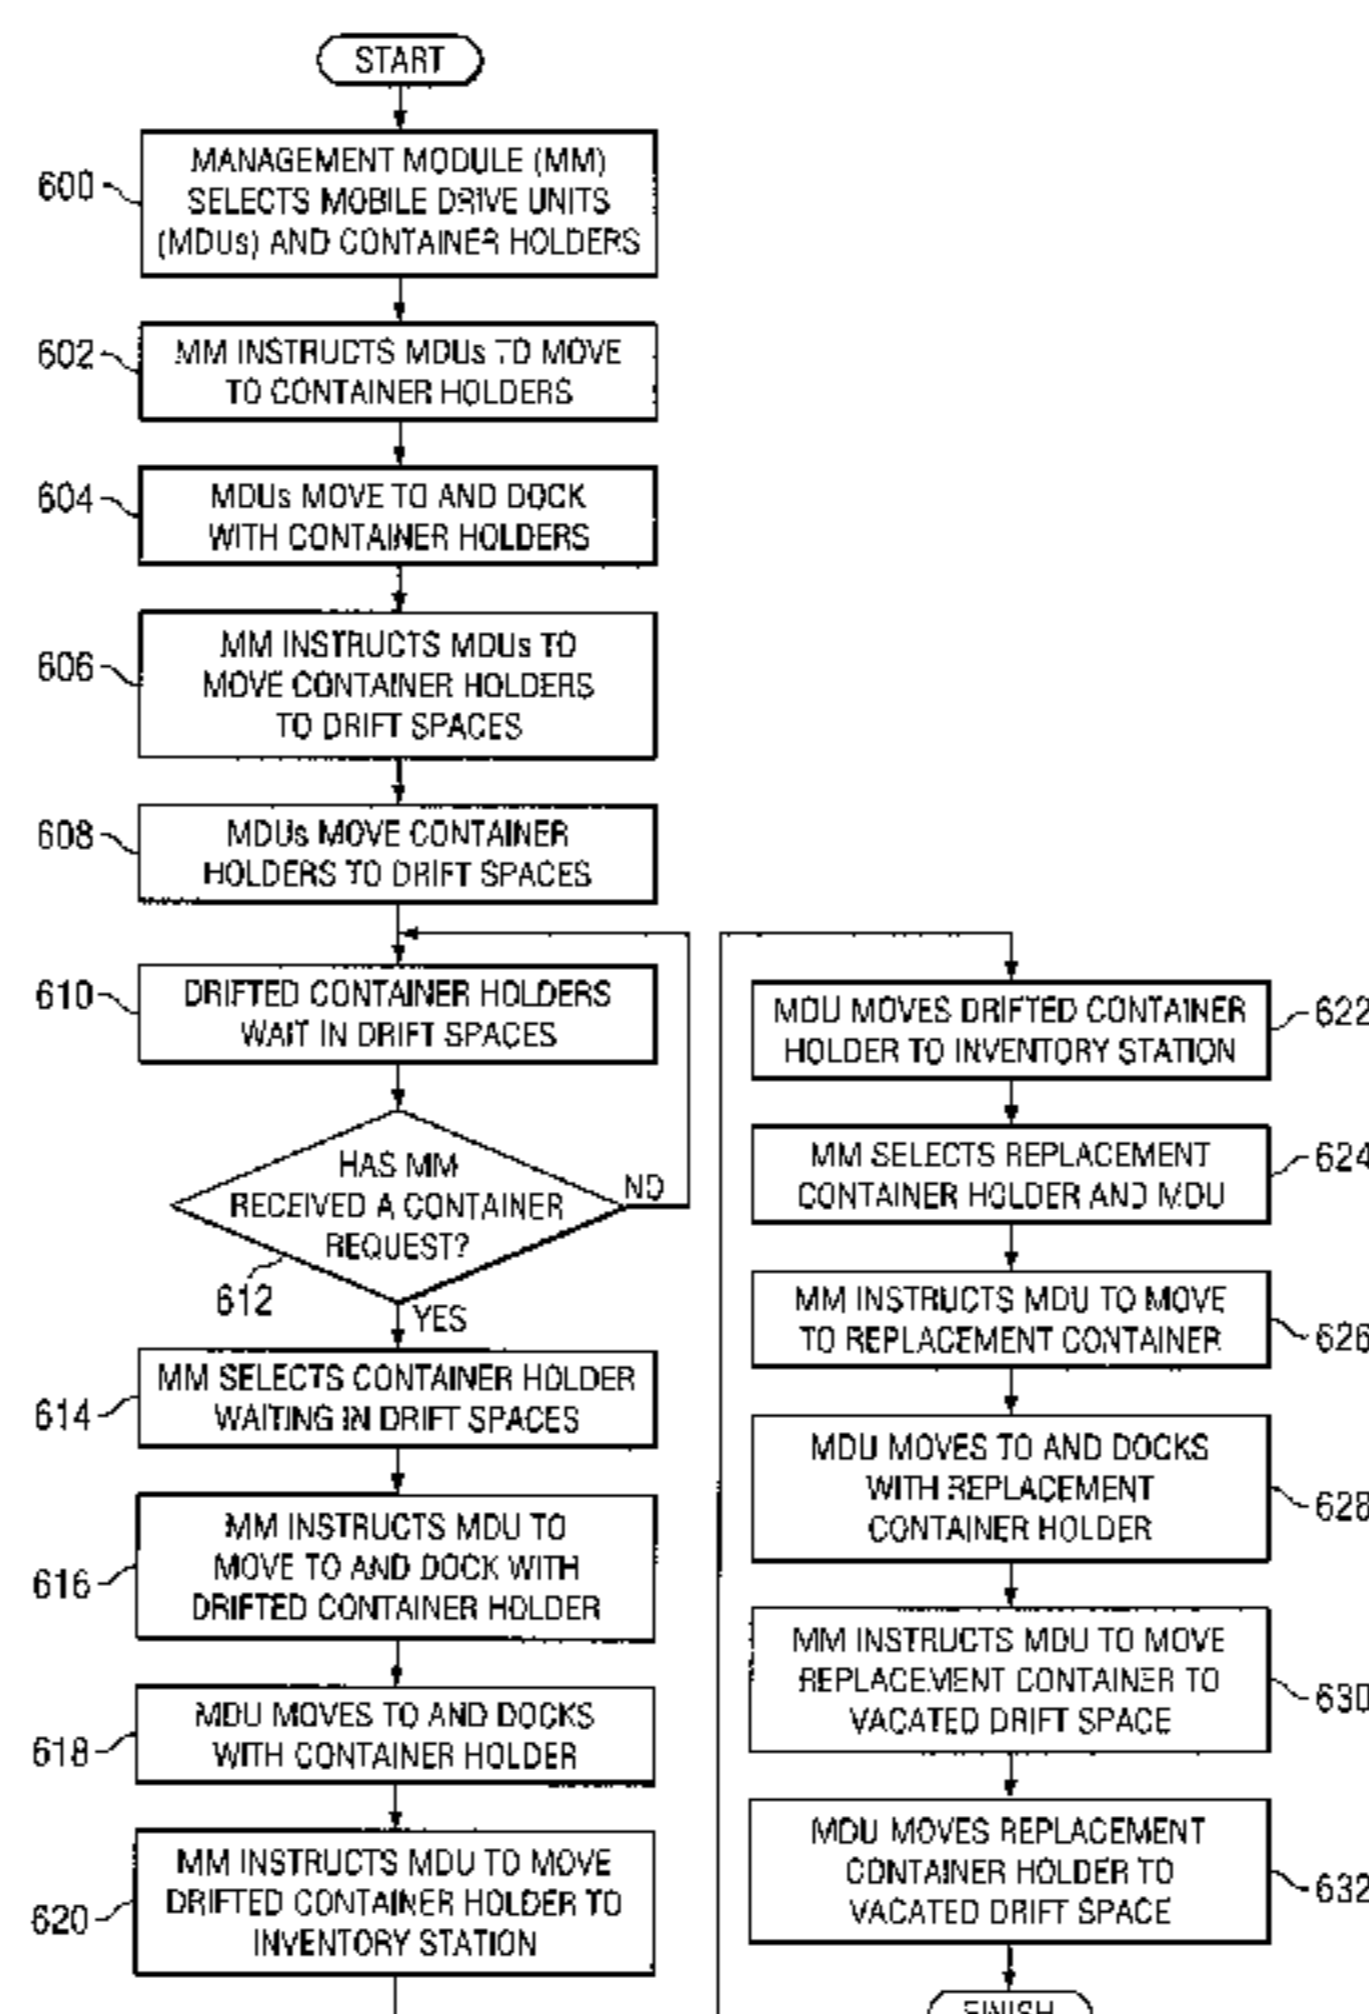 START
600
MANAGEMENT MODULE (MM)
SELECTS MOBILE DRIVE UNITS
(MDUs) AND CONTAINER HOLDERS
602
MM INSTRUCTS MDUs TO MOVE
TO CONTAINER HOLDERS
604
MDUs MOVE TO AND DOCK
WITH CONTAINER HOLDERS
606
MM INSTRUCTS MDUs TO
MOVE CONTAINER HOLDERS
TO DRIFT SPACES
608
MDUs MOVE CONTAINER
HOLDERS TO DRIFT SPACES
610
DRIFTED CONTAINER HOLDERS
WAIT IN DRIFT SPACES
HAS MM
RECEIVED A CONTAINER
REQUEST?
NO
612
YES
614
MM SELECTS CONTAINER HOLDER
WAITING IN DRIFT SPACES
616
MM INSTRUCTS MDU TO
MOVE TO AND DOCK WITH
DRIFTED CONTAINER HOLDER
618
MDU MOVES TO AND DOCKS
WITH CONTAINER HOLDER
620
MM INSTRUCTS MDU TO MOVE
DRIFTED CONTAINER HOLDER TO
INVENTORY STATION
MDU MOVES DRIFTED CONTAINER
HOLDER TO INVENTORY STATION
622
MM SELECTS REPLACEMENT
CONTAINER HOLDER AND MDU
624
MM INSTRUCTS MDU TO MOVE
TO REPLACEMENT CONTAINER
626
MDU MOVES TO AND DOCKS
WITH REPLACEMENT
CONTAINER HOLDER
628
MM INSTRUCTS MDU TO MOVE
REPLACEMENT CONTAINER TO
VACATED DRIFT SPACE
630
MDU MOVES REPLACEMENT
CONTAINER HOLDER TO
VACATED DRIFT SPACE
632
FINISH